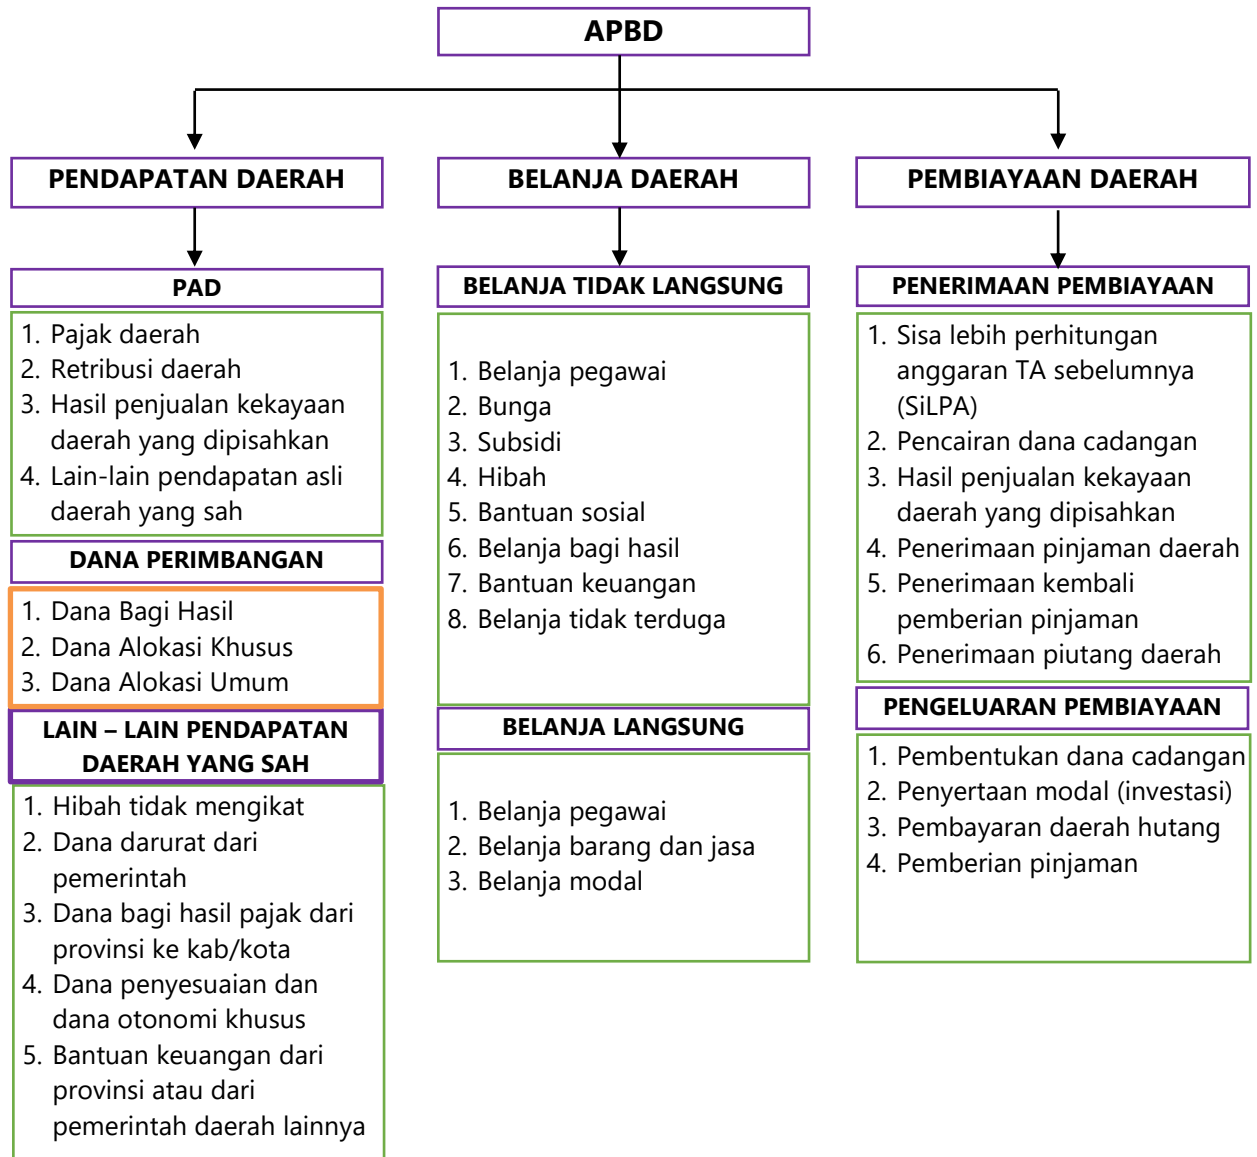 APBD
PENDAPATAN DAERAH
PAD
1. Pajak daerah
2. Retribusi daerah
3. Hasil penjualan kekayaan
daerah yang dipisahkan
4. Lain-lain pendapatan asli
daerah yang sah
DANA PERIMBANGAN
1. Dana Bagi Hasil
2. Dana Alokasi Khusus
3. Dana Alokasi Umum
LAIN – LAIN PENDAPATAN
DAERAH YANG SAH
1. Hibah tidak mengikat
2. Dana darurat dari
pemerintah
3. Dana bagi hasil pajak dari
provinsi ke kab/kota
4. Dana penyesuaian dan
dana otonomi khusus
5. Bantuan keuangan dari
provinsi atau dari
pemerintah daerah lainnya
BELANJA DAERAH
BELANJA TIDAK LANGSUNG
1. Belanja pegawai
2. Bunga
3. Subsidi
4. Hibah
5. Bantuan sosial
6. Belanja bagi hasil
7. Bantuan keuangan
8. Belanja tidak terduga
BELANJA LANGSUNG
1. Belanja pegawai
2. Belanja barang dan jasa
3. Belanja modal
PEMBIAYAAN DAERAH
PENERIMAAN PEMBIAYAAN
1. Sisa lebih perhitungan
anggaran TA sebelumnya
(SiLPA)
2. Pencairan dana cadangan
3. Hasil penjualan kekayaan
daerah yang dipisahkan
4. Penerimaan pinjaman daerah
5. Penerimaan kembali
pemberian pinjaman
6. Penerimaan piutang daerah
PENGELUARAN PEMBIAYAAN
1. Pembentukan dana cadangan
2. Penyertaan modal (investasi)
3. Pembayaran daerah hutang
4. Pemberian pinjaman